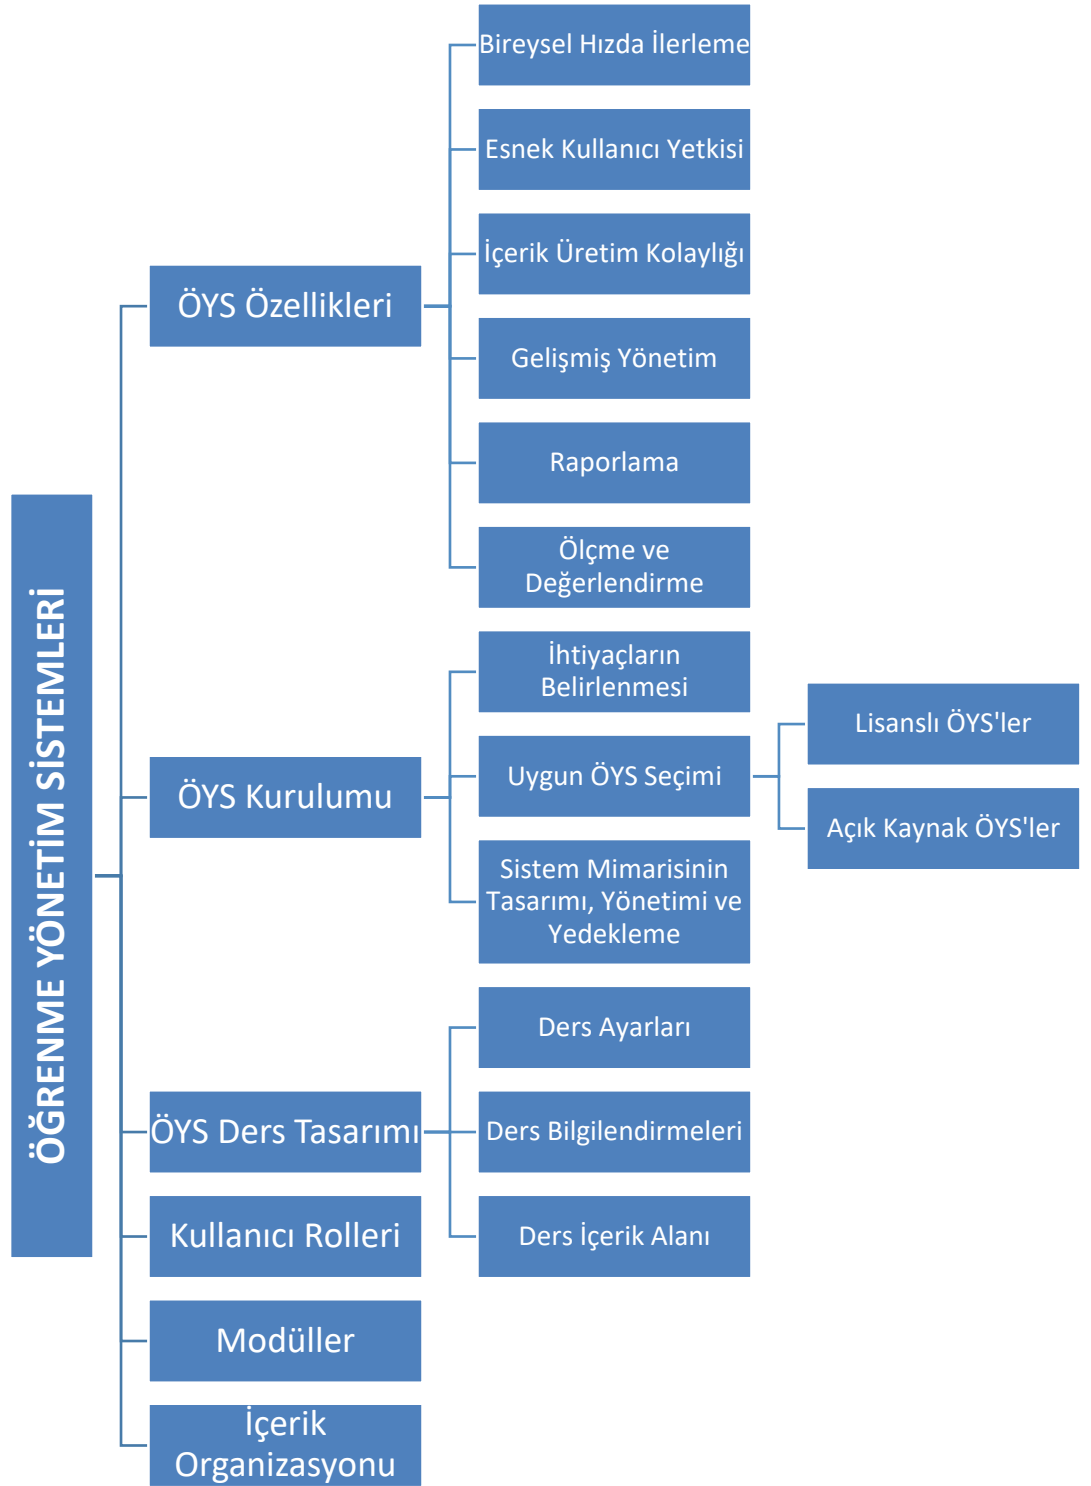 ÖĞRENME YÖNETİM SİSTEMLERİ
ÖYS Özellikleri
Bireysel Hızda İlerleme
Esnek Kullanıcı Yetkisi
İçerik Üretim Kolaylığı
Gelişmiş Yönetim
Raporlama
Ölçme ve
Değerlendirme
ÖYS Kurulumu
İhtiyaçların
Belirlenmesi
Uygun ÖYS Seçimi
Lisanslı ÖYS'ler
Açık Kaynak ÖYS'ler
Sistem Mimarisinin
Tasarımı, Yönetimi ve
Yedekleme
ÖYS Ders Tasarımı
Ders Ayarları
Ders Bilgilendirmeleri
Ders İçerik Alanı
Kullanıcı Rolleri
Modüller
İçerik
Organizasyonu